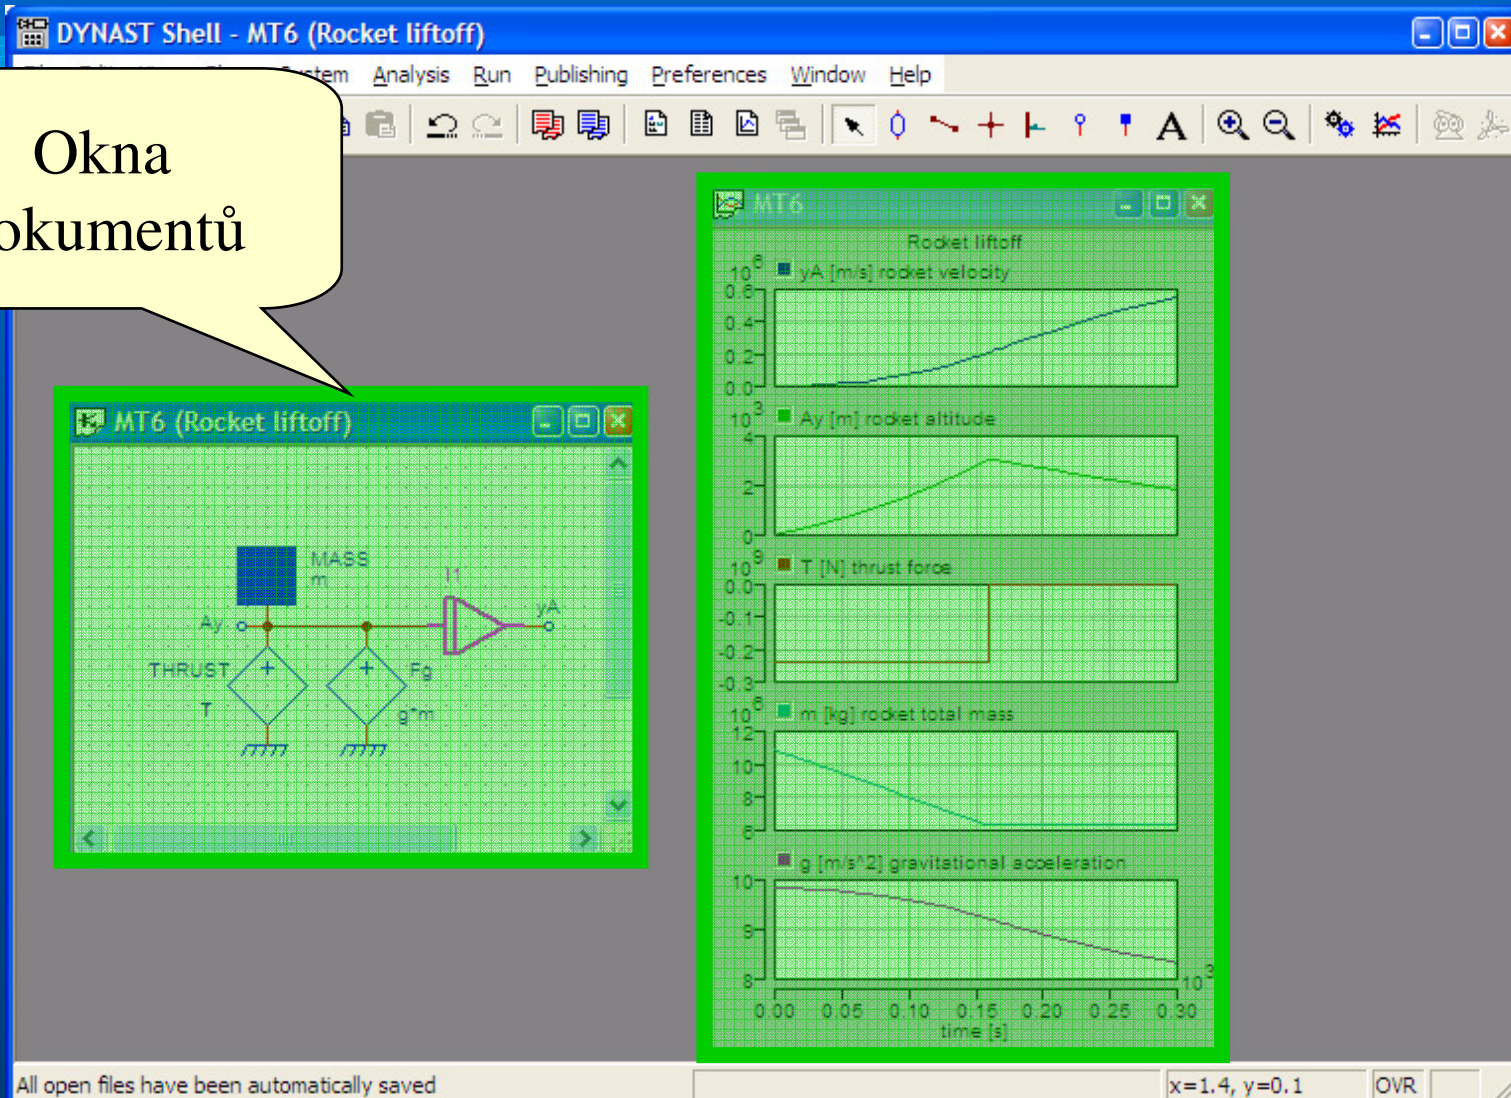 DYNAST Shell - MT6 (Rocket liftoff)
Analysis Run Publishing Preferences Window Help
A
Okna
okumentů
MT6 (Rocket liftoff)
MASS
m
I1
Ay
yA
THRUST
T
Fg
g*m
MT6
Rocket liftoff
10^6 yA [m/s] rocket velocity
0.6
0.4
0.2
0.0
10^3 Ay [m] rocket altitude
4
2
0
10^9 T [N] thrust force
0.0
-0.1
-0.2
-0.3
10^6 m [kg] rocket total mass
12
10
8
6
g [m/s^2] gravitational acceleration
10
9
8
10^3
0.00 0.05 0.10 0.15 0.20 0.25 0.30
time [s]
All open files have been automatically saved
x=1.4, y=0.1
OVR